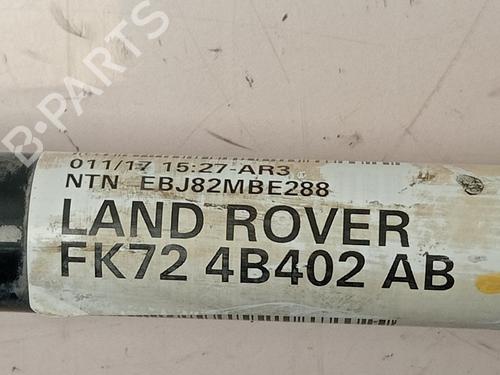 B-PARTS
011/17 15:27-AR3
NTN EBJ82MBE288
LAND ROVER
FK72 4B402 AB